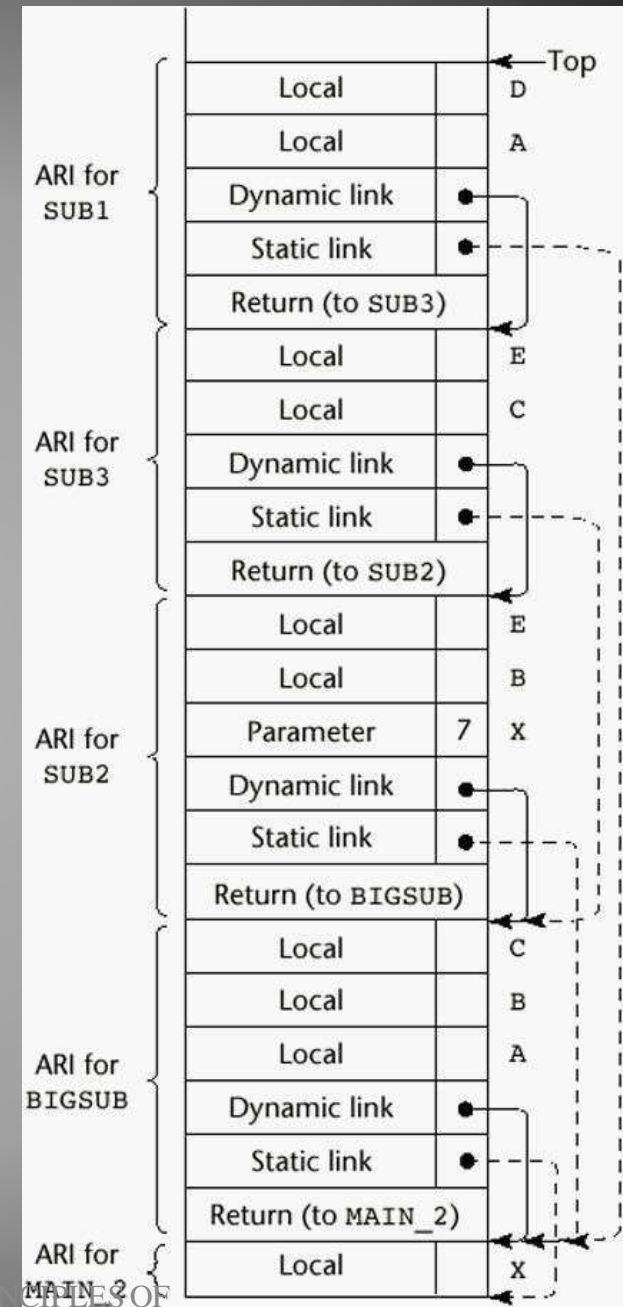 Top
Local D
Local A
ARI for
SUB1
Dynamic link
Static link
Return (to SUB3)
Local E
Local C
ARI for
SUB3
Dynamic link
Static link
Return (to SUB2)
Local E
Local B
ARI for
SUB2
Parameter 7 X
Dynamic link
Static link
Return (to BIGSUB)
Local C
Local B
Local A
ARI for
BIGSUB
Dynamic link
Static link
Return (to MAIN_2)
ARI for
MAIN_2
Local X
OF